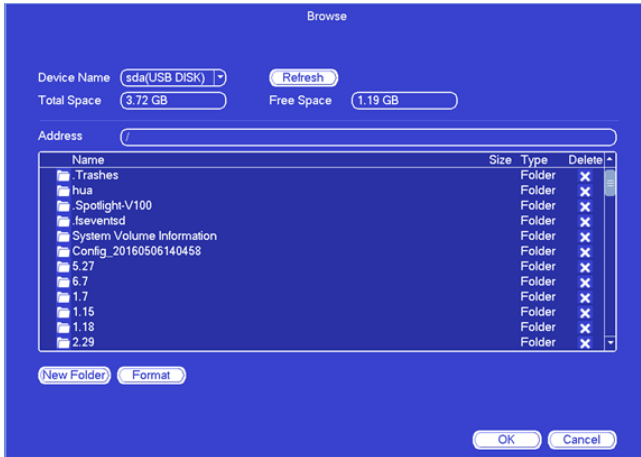 Browse
Device Name sda(USB DISK) Refresh
Total Space 3.72 GB Free Space 1.19 GB
Address /
Name Size Type Delete
.Trashes Folder
hua Folder
.Spotlight-V100 Folder
.fseventsd Folder
System Volume Information Folder
Config_20160506140458 Folder
5.27 Folder
6.7 Folder
1.7 Folder
1.15 Folder
1.18 Folder
2.29 Folder
New Folder Format
OK Cancel